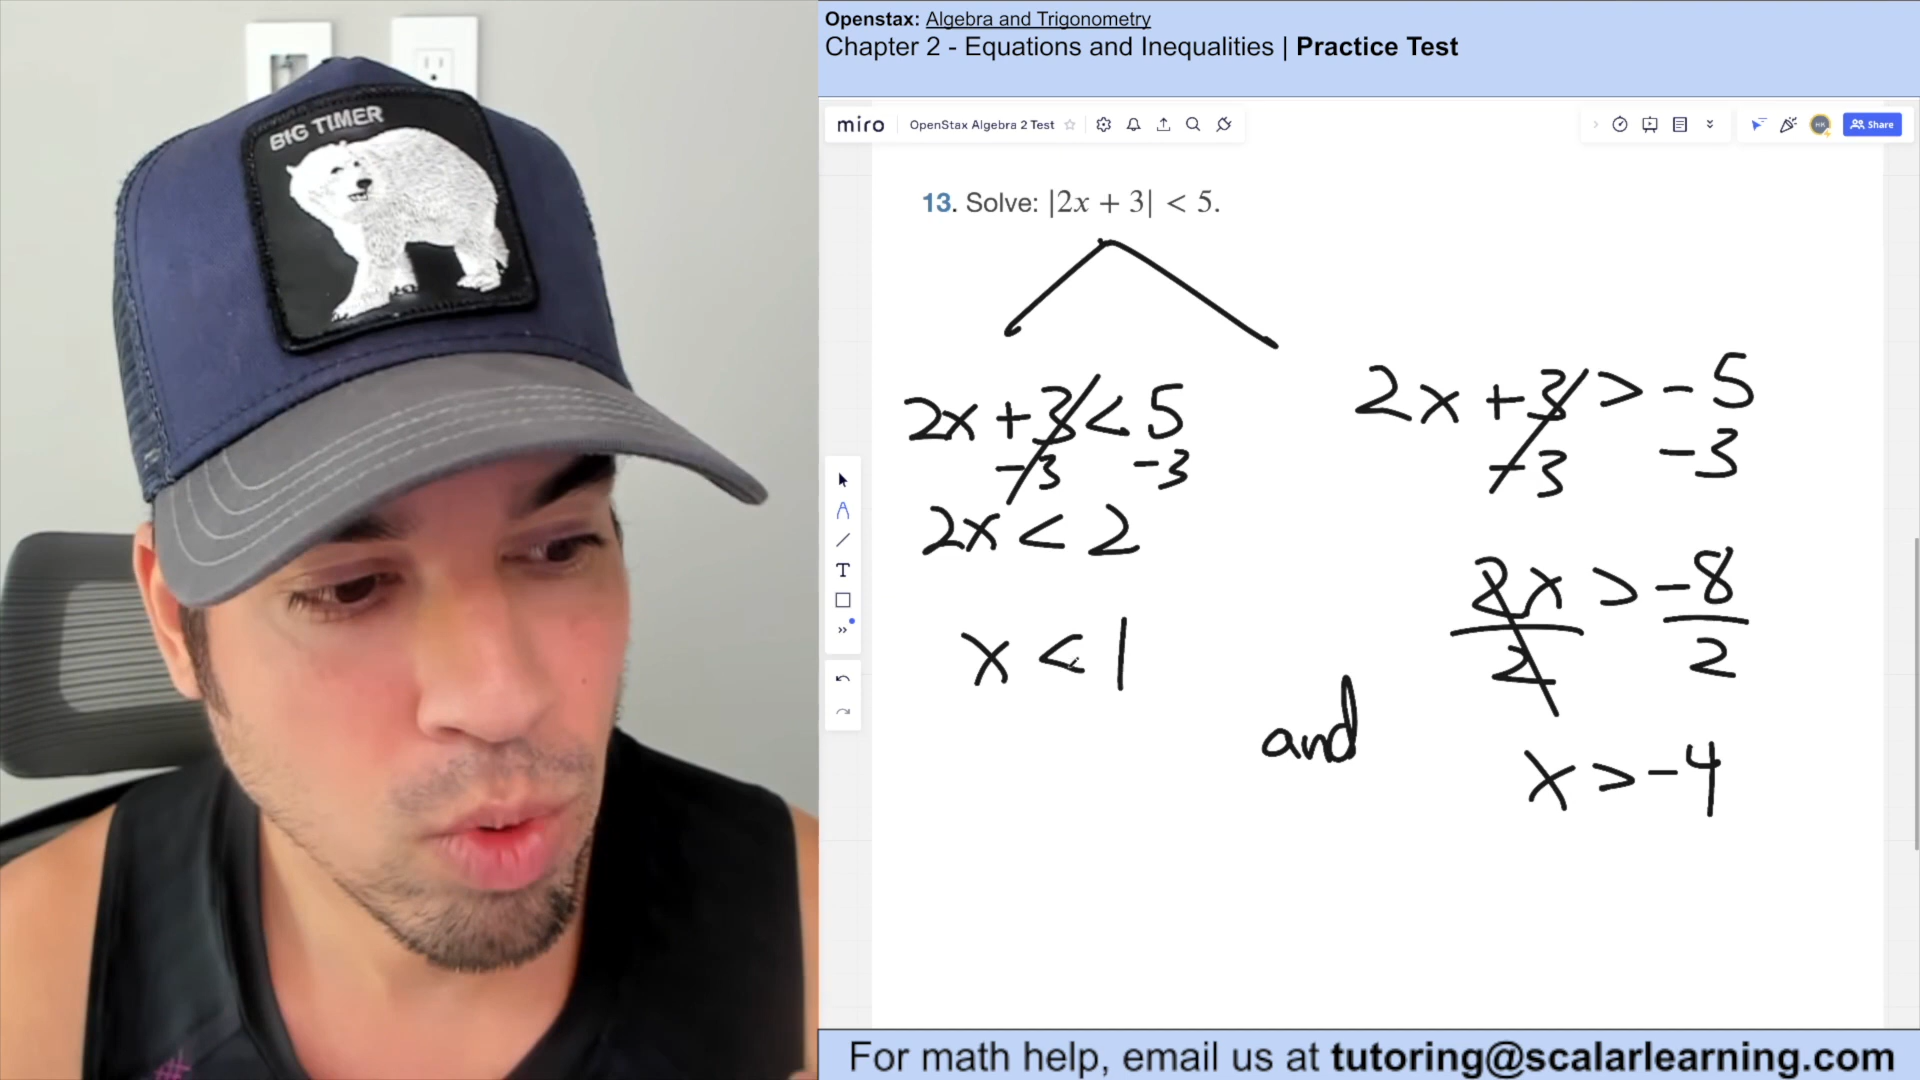 BIG TIMER
Openstax: Algebra and Trigonometry
Chapter 2 - Equations and Inequalities | Practice Test
miro
OpenStax Algebra 2 Test
Share
13. Solve: |2x + 3| < 5.
2x + 3 < 5
-3 -3
2x < 2
x < 1
and
2x + 3 > -5
-3 -3
2x > -8
2 2
x > -4
T
For math help, email us at tutoring@scalarlearning.com